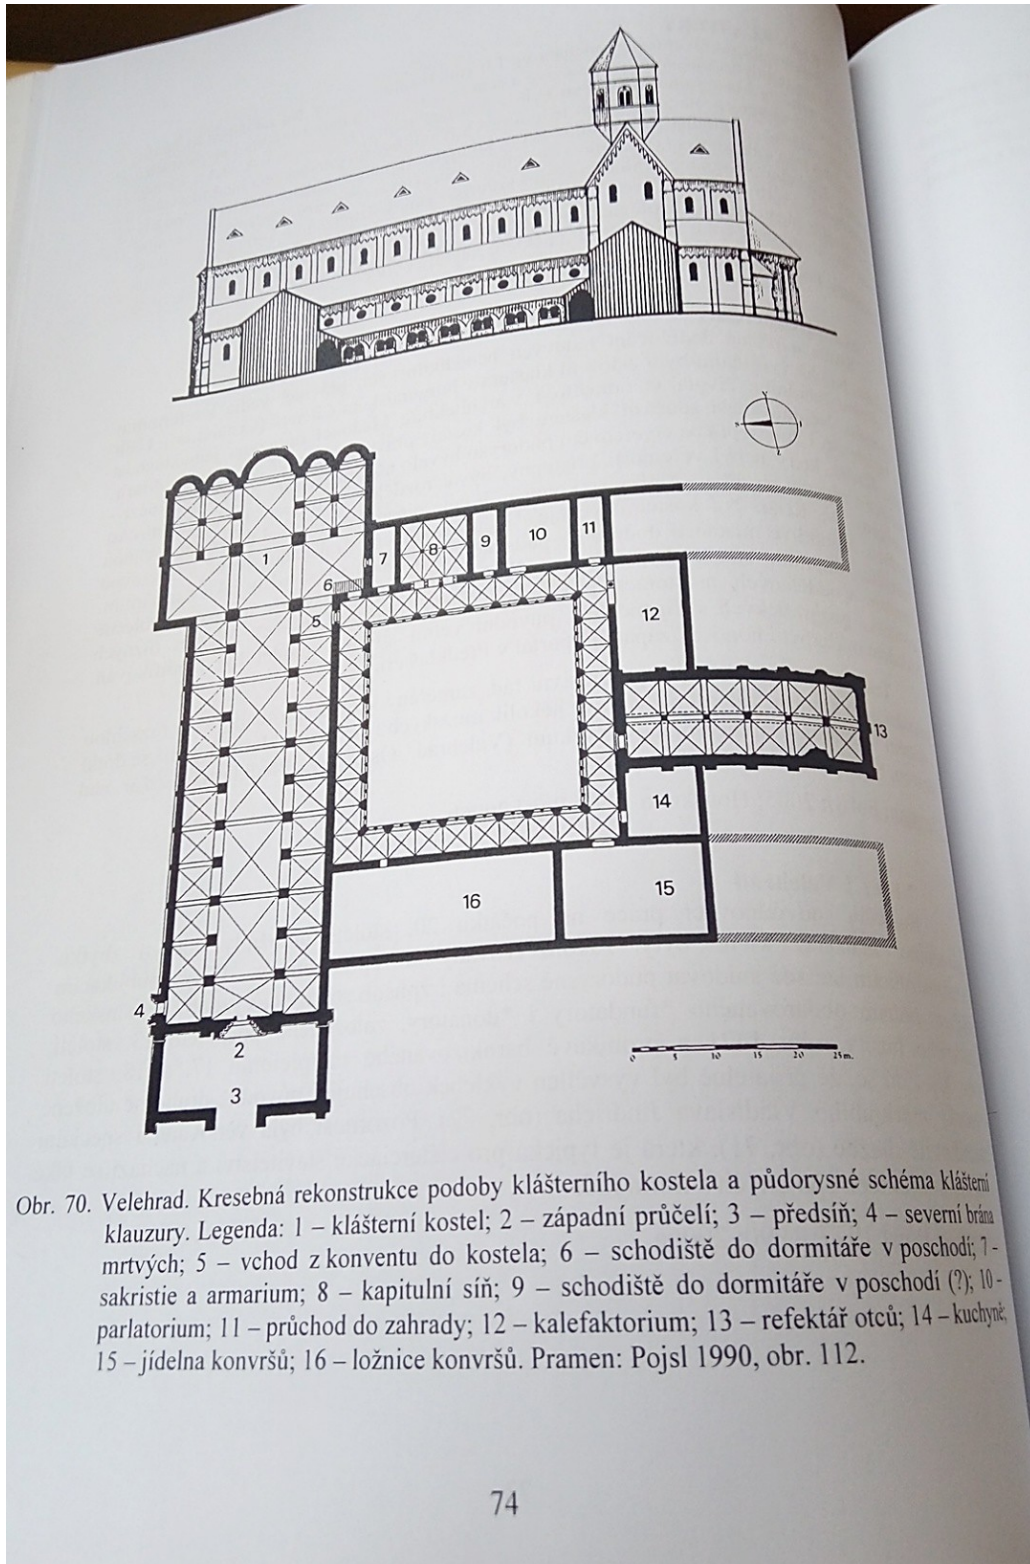 1
6
7
8
9
10
11
5
12
13
14
16
15
4
2
3
0 5 10 15 20 25 m.
Obr. 70. Velehrad. Kresebná rekonstrukce podoby klášterního kostela a půdorysné schéma klášterní
klauzury. Legenda: 1 – klášterní kostel; 2 – západní průčelí; 3 – předsíň; 4 – severní brána
mrtvých; 5 – vchod z konventu do kostela; 6 – schodiště do dormitáře v poschodí; 7 -
sakristie a armarium; 8 – kapitulní síň; 9 – schodiště do dormitáře v poschodí (?); 10 -
parlatorium; 11 – průchod do zahrady; 12 – kalefaktorium; 13 – refektář otců; 14 – kuchyně;
15 – jídelna konvršů; 16 – ložnice konvršů. Pramen: Pojsl 1990, obr. 112.
74